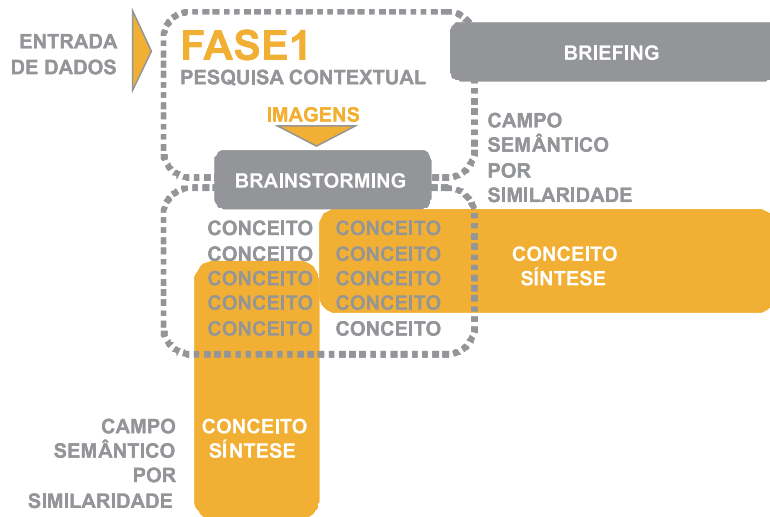 ENTRADA
DE DADOS
FASE1
PESQUISA CONTEXTUAL
IMAGENS
BRIEFING
CAMPO
SEMÂNTICO
POR
SIMILARIDADE
BRAINSTORMING
CONCEITO CONCEITO
CONCEITO CONCEITO
CONCEITO CONCEITO
CONCEITO CONCEITO
CONCEITO CONCEITO
CONCEITO
SÍNTESE
CAMPO
SEMÂNTICO
POR
SIMILARIDADE
CONCEITO
SÍNTESE